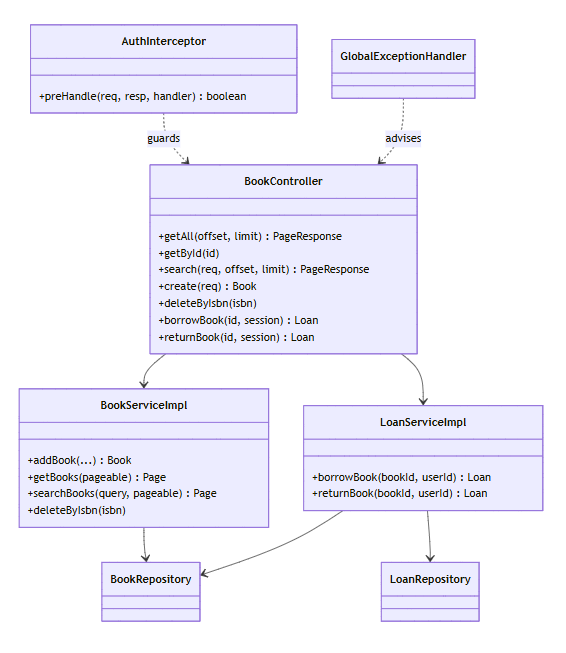 AuthInterceptor
+preHandle(req, resp, handler) : boolean
GlobalExceptionHandler
guards
advises
BookController
+getAll(offset, limit) : PageResponse
+getById(id)
+search(req, offset, limit) : PageResponse
+create(req) : Book
+deleteByIsbn(isbn)
+borrowBook(id, session) : Loan
+returnBook(id, session) : Loan
BookServiceImpl
+addBook(...) : Book
+getBooks(pageable) : Page
+searchBooks(query, pageable) : Page
+deleteByIsbn(isbn)
LoanServiceImpl
+borrowBook(bookId, userId) : Loan
+returnBook(bookId, userId) : Loan
BookRepository
LoanRepository